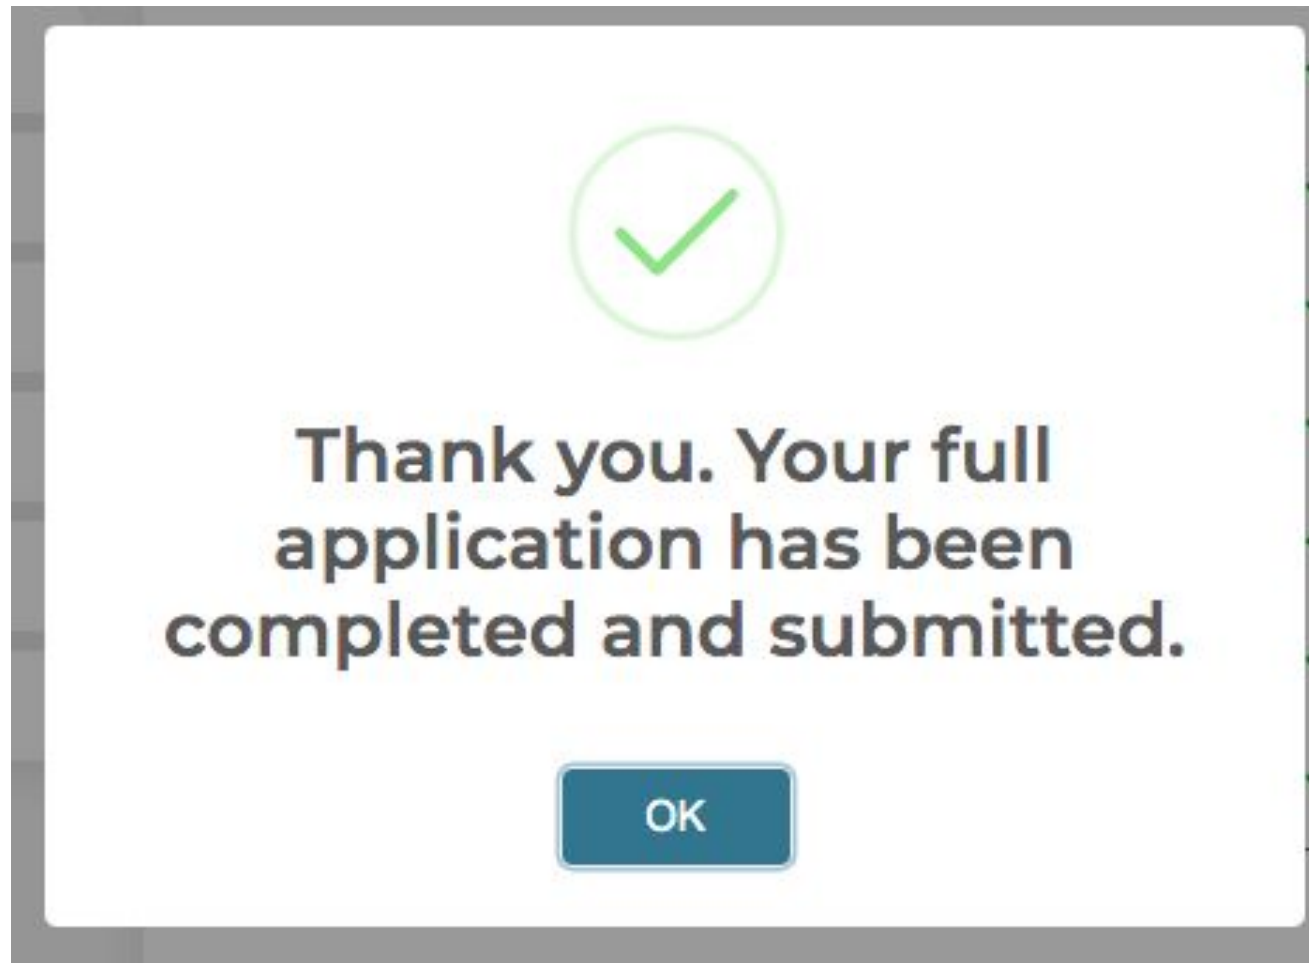 Thank you. Your full
application has been
completed and submitted.
OK